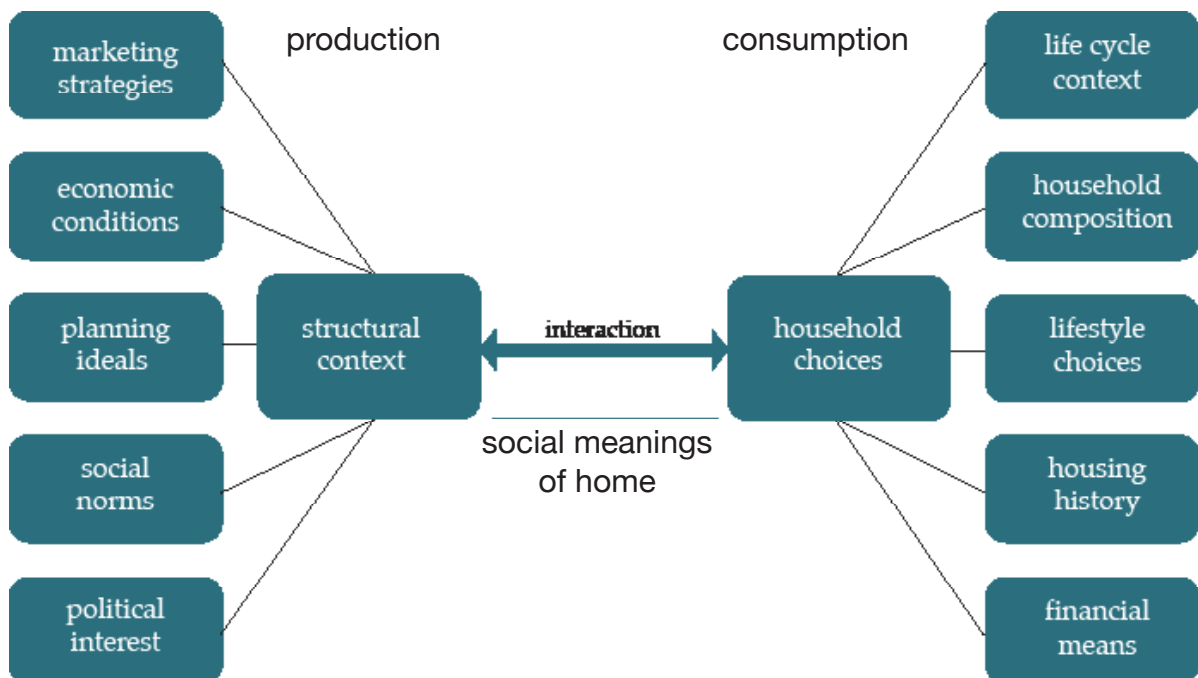 production
consumption
marketing
strategies
economic
conditions
planning
ideals
social
norms
political
interest
structural
context
interaction
social meanings
of home
household
choices
life cycle
context
household
composition
lifestyle
choices
housing
history
financial
means